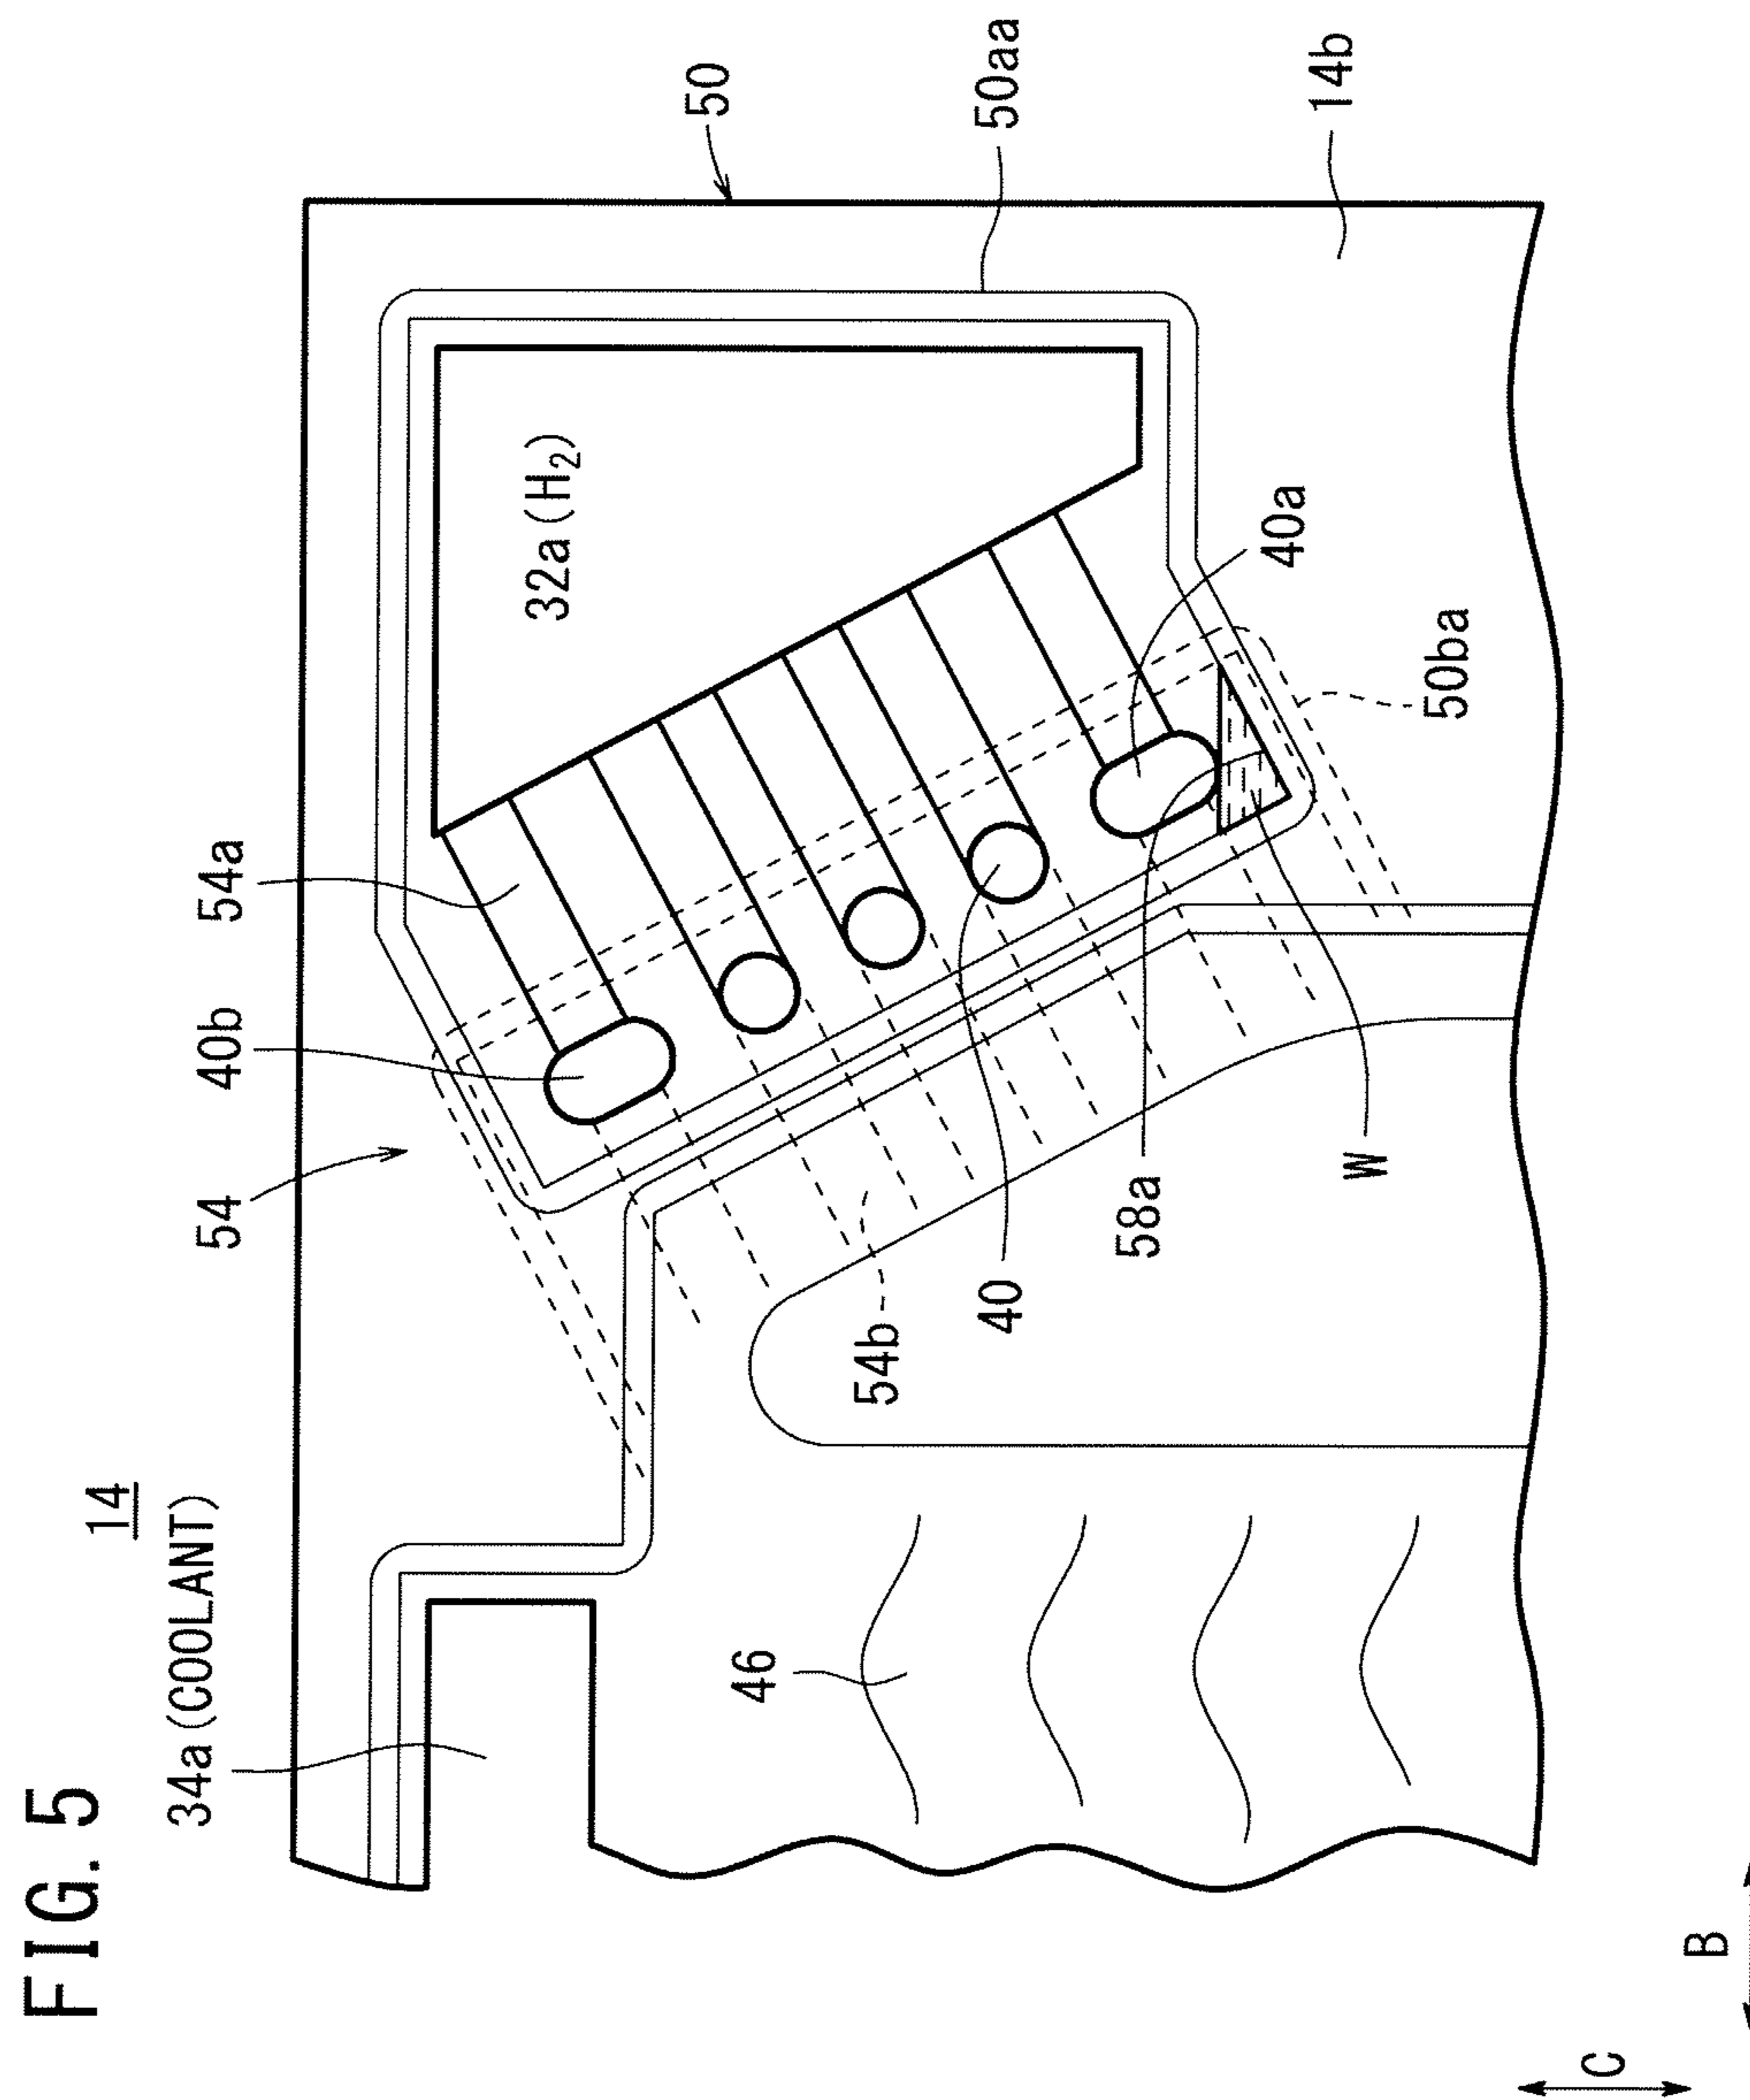 FIG. 5
14
34a (COOLANT)
54
40b
54a
50
50aa
14b
32a (H₂)
40a
50ba
46
54b
40
58a
W
B
C